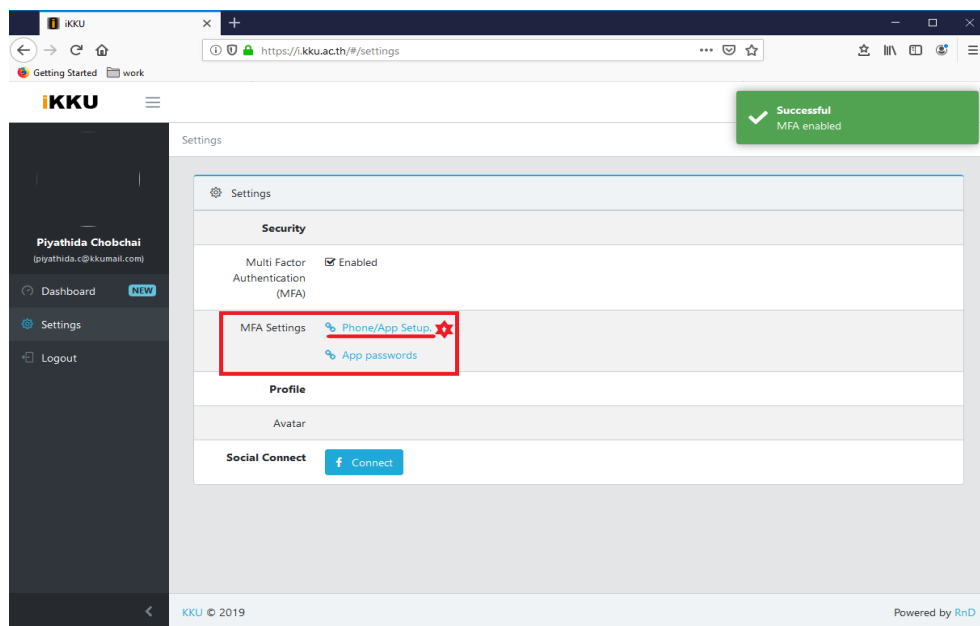 iKKU
https://i.kku.ac.th/#/settings
Getting Started work
iKKU
Successful
MFA enabled
Settings
Settings
Security
Piyathida Chobchai
(piyathida.c@kkumail.com)
Multi Factor
Authentication
(MFA)
Enabled
Dashboard NEW
Settings
Logout
MFA Settings
Phone/App Setup.
App passwords
Profile
Avatar
Social Connect
f Connect
KKU © 2019
Powered by RnD